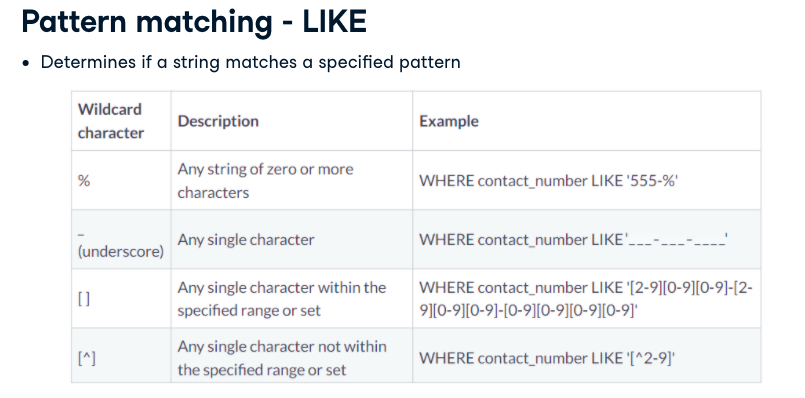 Pattern matching - LIKE
• Determines if a string matches a specified pattern
Wildcard
character
Description
Example
%
Any string of zero or more
characters
WHERE contact_number LIKE '555-%'
_
(underscore)
Any single character
WHERE contact_number LIKE '___-___-____'
[ ]
Any single character within the
specified range or set
WHERE contact_number LIKE '[2-9][0-9][0-9]-[2-
9][0-9][0-9]-[0-9][0-9][0-9][0-9]'
[^]
Any single character not within
the specified range or set
WHERE contact_number LIKE '[^2-9]'